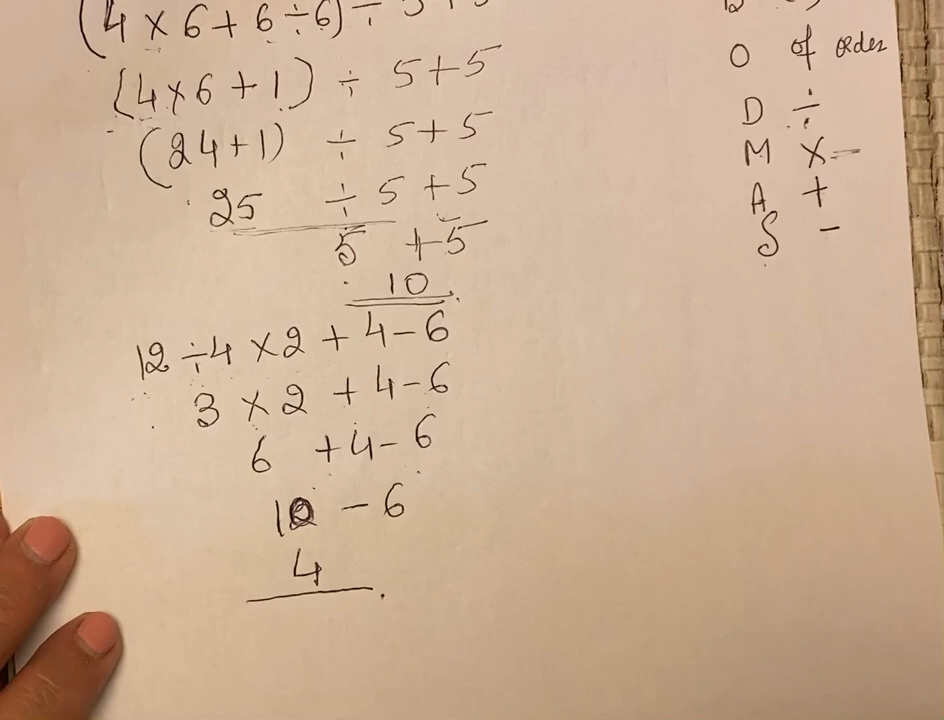 (4 × 6 + 6 ÷ 6) ÷ 5 + 5
(4×6 + 1) ÷ 5+5
(24+1) ÷ 5+5
25 ÷ 5 +5
5 +5
10
12 ÷4 ×2 + 4-6
3 ×2 + 4-6
6 +4- 6
10 - 6
4
O of order
D ÷
M ×
A +
S -